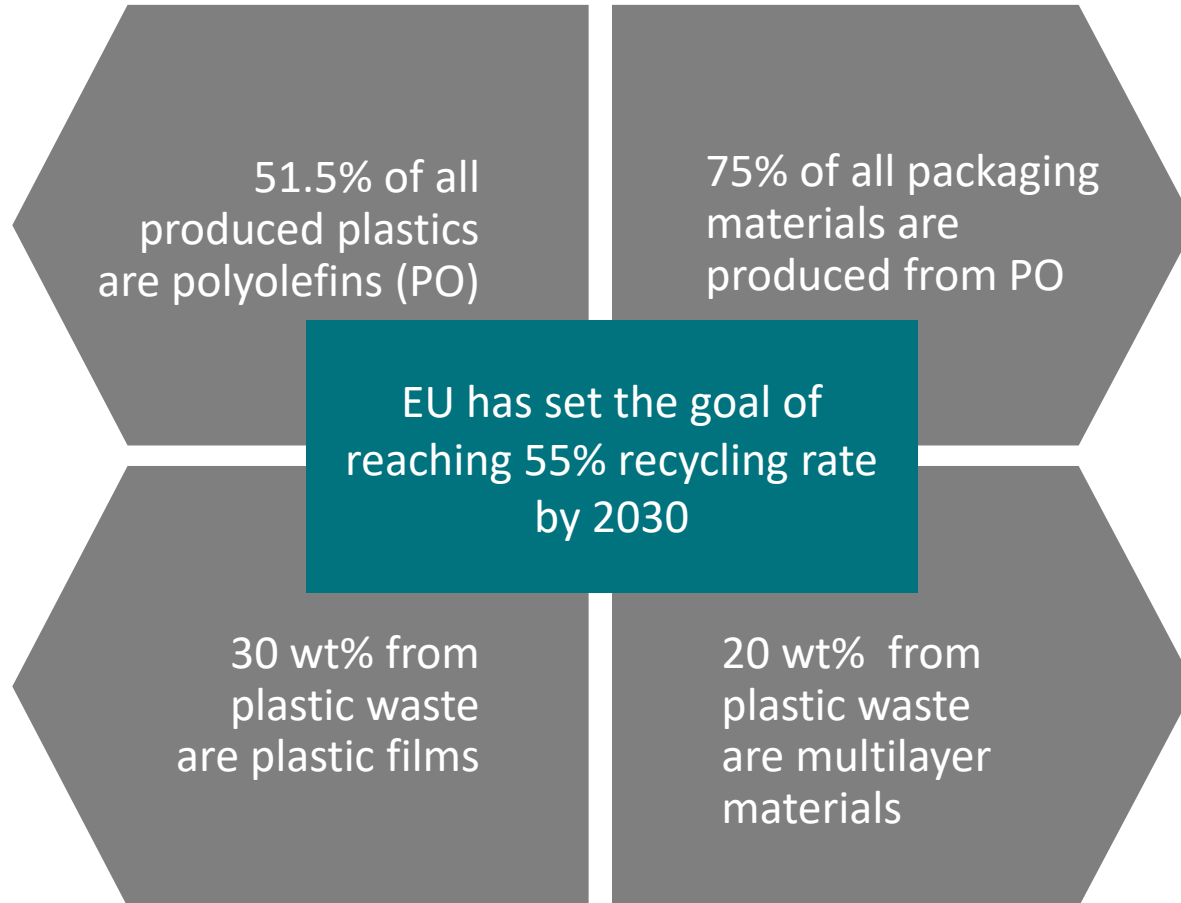 51.5% of all
produced plastics
are polyolefins (PO)
75% of all packaging
materials are
produced from PO
EU has set the goal of
reaching 55% recycling rate
by 2030
30 wt% from
plastic waste
are plastic films
20 wt%  from
plastic waste
are multilayer
materials